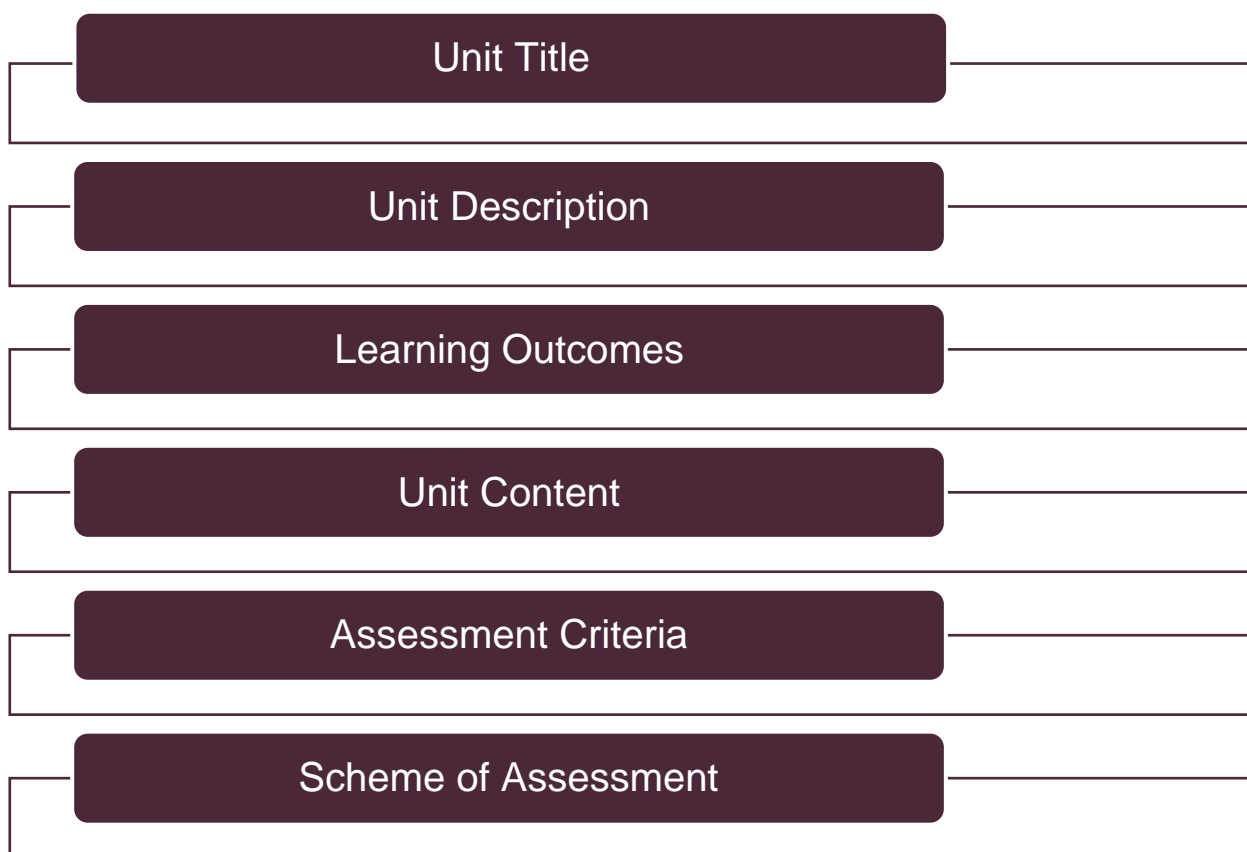 Unit Title
Unit Description
Learning Outcomes
Unit Content
Assessment Criteria
Scheme of Assessment